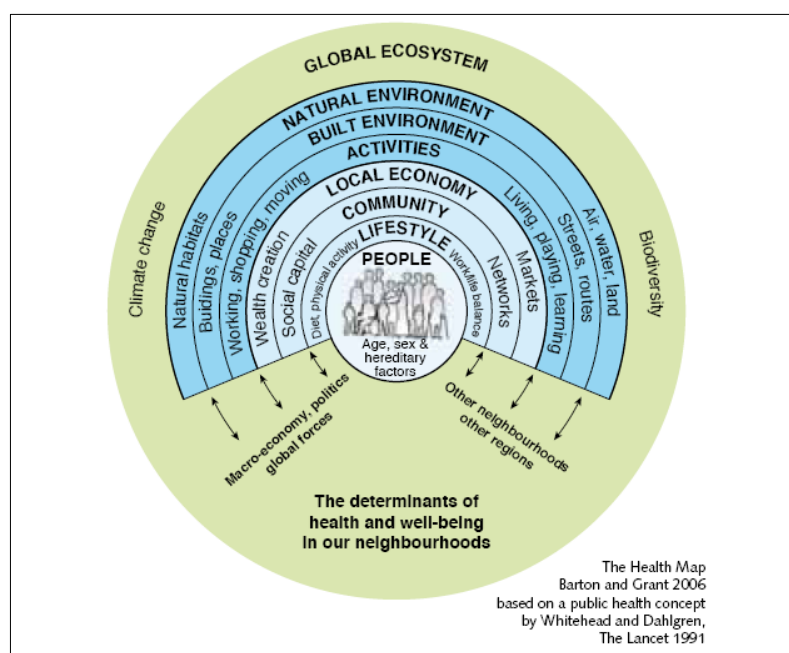 GLOBAL ECOSYSTEM
NATURAL ENVIRONMENT
BUILT ENVIRONMENT
ACTIVITIES
LOCAL ECONOMY
COMMUNITY
LIFESTYLE
PEOPLE
Age, sex &
hereditary
factors
Climate change
Natural habitats
Buidings, places
Working, shopping, moving
Wealth creation
Social capital
Diet, physical activity
Work/life balance
Networks
Markets
Living, playing, learning
Streets, routes
Air, water, land
Biodiversity
Macro-economy, politics
global forces
Other neighbourhoods
other regions
The determinants of
health and well-being
in our neighbourhoods
The Health Map
Barton and Grant 2006
based on a public health concept
by Whitehead and Dahlgren,
The Lancet 1991